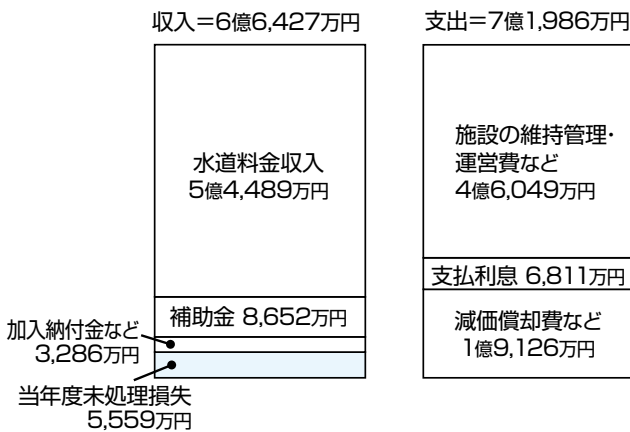 収入＝6億6,427万円
水道料金収入
5億4,489万円
補助金 8,652万円
加入納付金など
3,286万円
当年度未処理損失
5,559万円
支出＝7億1,986万円
施設の維持管理・
運営費など
4億6,049万円
支払利息 6,811万円
減価償却費など
1億9,126万円